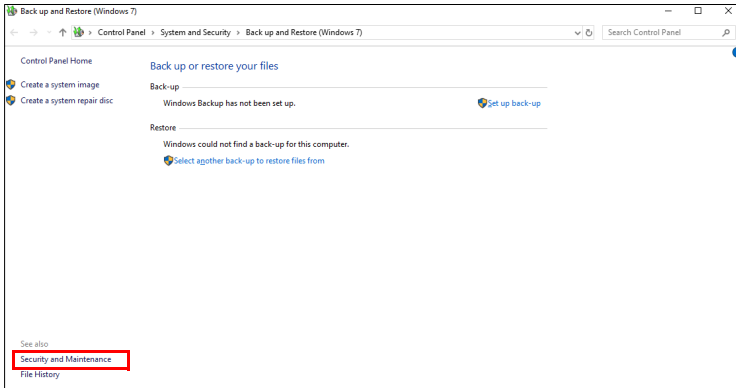 Back up and Restore (Windows 7)
Control Panel > System and Security > Back up and Restore (Windows 7)
Search Control Panel
Control Panel Home
Create a system image
Create a system repair disc
Back up or restore your files
Back-up
Windows Backup has not been set up.
Set up back-up
Restore
Windows could not find a back-up for this computer.
Select another back-up to restore files from
See also
Security and Maintenance
File History